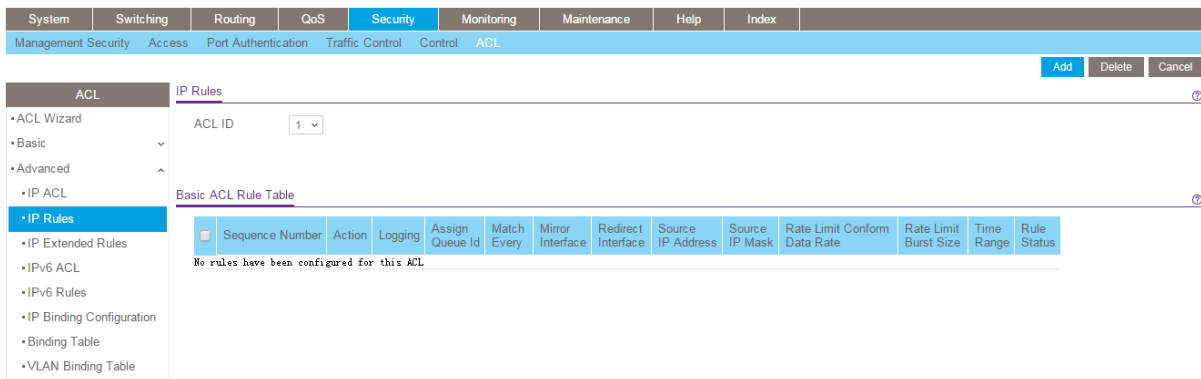 System Switching Routing QoS Security Monitoring Maintenance Help Index
Management Security Access Port Authentication Traffic Control Control ACL
Add Delete Cancel
ACL
ACL Wizard
Basic
Advanced
IP ACL
IP Rules
IP Extended Rules
IPv6 ACL
IPv6 Rules
IP Binding Configuration
Binding Table
VLAN Binding Table
IP Rules
ACL ID 1
Basic ACL Rule Table
Sequence Number Action Logging Assign Queue Id Match Every Mirror Interface Redirect Interface Source IP Address Source IP Mask Rate Limit Conform Data Rate Rate Limit Burst Size Time Range Rule Status
No rules have been configured for this ACL